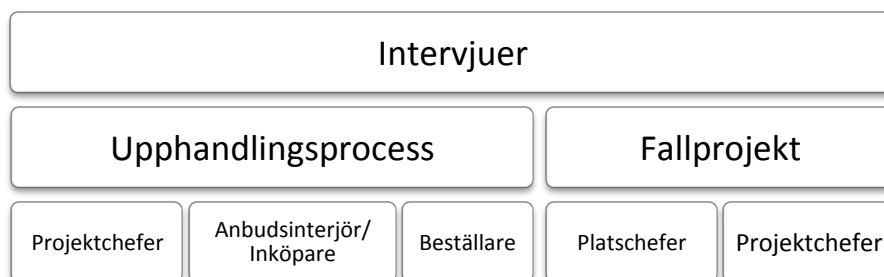 Intervjuer
Upphandlingsprocess
Fallprojekt
Projektchefer
Anbudsinterjör/
Inköpare
Beställare
Platschefer
Projektchefer